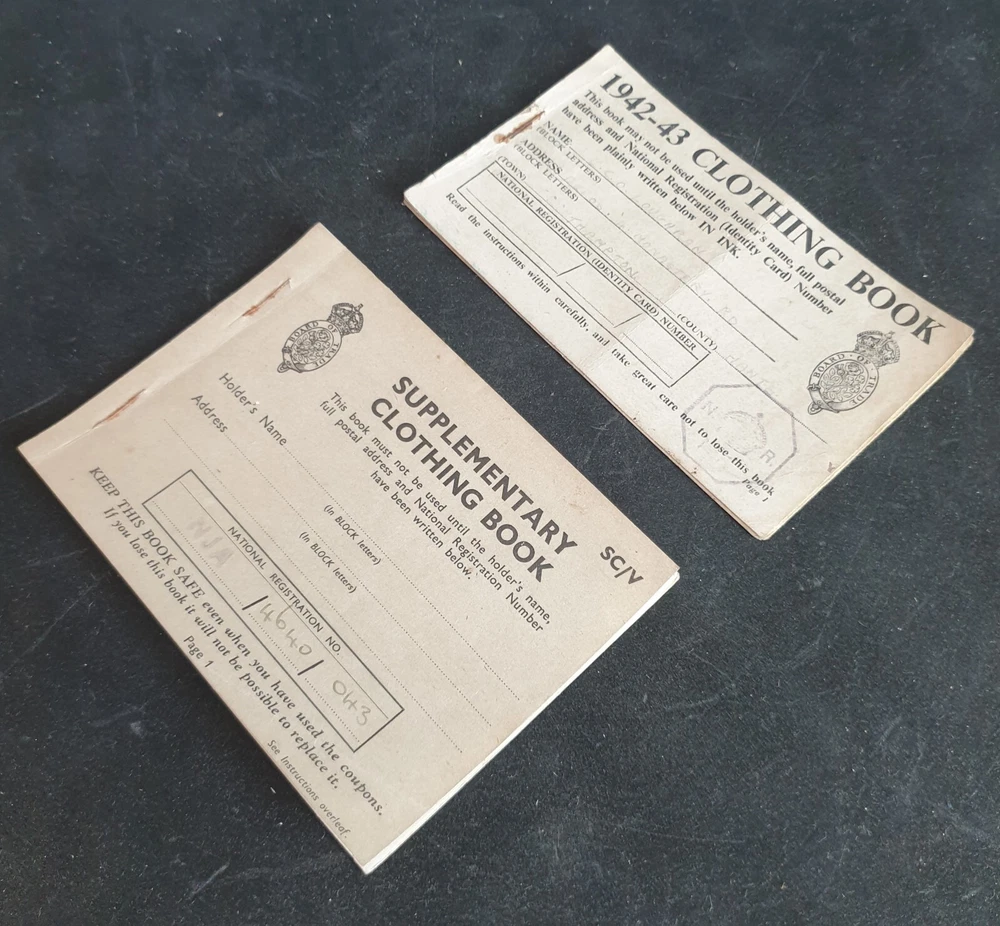 1942-43 CLOTHING BOOK
This book may not be used until the holder's name, full postal
address and National Registration (Identity Card) Number
have been plainly written below IN INK.
NAME
(BLOCK LETTERS)
ADDRESS
(BLOCK LETTERS)
(TOWN) (COUNTY)
NATIONAL REGISTRATION (IDENTITY CARD) NUMBER
/ /
Read the instructions within carefully, and take great care not to lose this book
Page 1
BOARD OF TRADE
N R
SC/V
SUPPLEMENTARY
CLOTHING BOOK
BOARD OF TRADE
This book must not be used until the holder's name,
full postal address and National Registration Number
have been written below.
Holder's Name
(in BLOCK letters)
Address
(in BLOCK letters)
NATIONAL REGISTRATION NO.
/4640/ 043
KEEP THIS BOOK SAFE even when you have used the coupons.
If you lose this book it will not be possible to replace it.
Page 1
See Instructions overleaf.